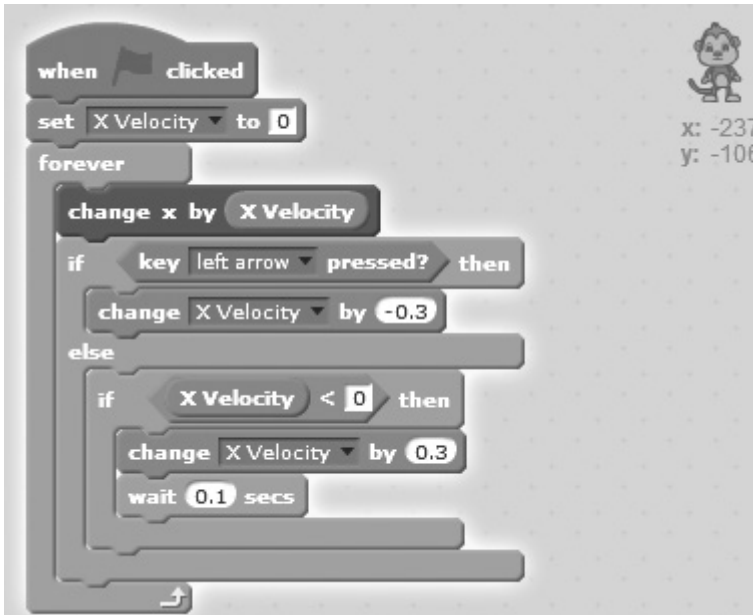 when clicked
x: -237
y: -106
set X Velocity to 0
forever
change x by X Velocity
if key left arrow pressed? then
change X Velocity by -0.3
else
if X Velocity < 0 then
change X Velocity by 0.3
wait 0.1 secs